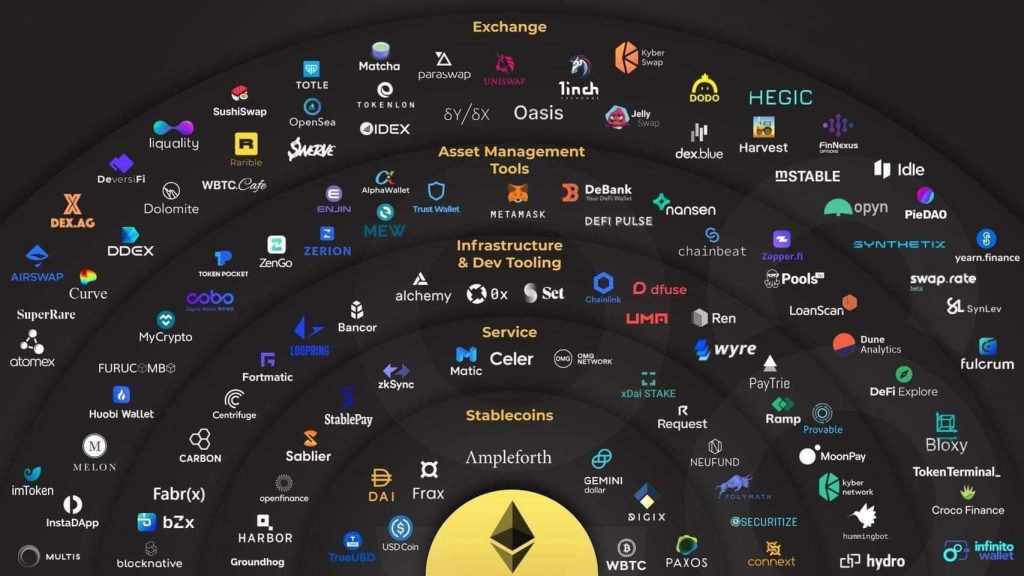 Exchange
Matcha
paraswap
UNISWAP
1inch
EXCHANGE
Kyber
Swap
TOTLE
TOKENLON
DODO
HEGIC
SushiSwap
OpenSea
IDEX
δY/δX
Oasis
Jelly
Swap
liquality
Rarible
SWERVE
dex.blue
Harvest
FinNexus
OPTIONS
DeversiFi
WBTC.Cafe
mSTABLE
Idle
DEX.AG
Dolomite
opyn
PieDAO
AIRSWAP
DDEX
SYNTHETIX
yearn.finance
Curve
swap.rate
beta
SuperRare
SynLev
atomex
fulcrum
Asset Management
Tools
AlphaWallet
ENJIN
Trust Wallet
METAMASK
DeBank
Your DeFi Wallet
nansen
MEW
DEFI PULSE
ZERION
ZenGo
chainbeat
Zapper.fi
TOKEN POCKET
Pools
cobo
LoanScan
MyCrypto
Dune
Analytics
FURUCOMBO
Huobi Wallet
DeFi Explore
MELON
Bloxy
imToken
TokenTerminal_
InstaDApp
Croco Finance
MULTIS
infinito
wallet
Infrastructure
& Dev Tooling
alchemy
0x
Set
Chainlink
dfuse
Bancor
UMA
Ren
LOOPRING
wyre
Fortmatic
PayTrie
Centrifuge
Ramp
Provable
CARBON
MoonPay
Fabr(x)
kyber
network
bZx
hummingbot
blocknative
hydro
Service
Matic
Celer
OMG
OMG
NETWORK
zkSync
xDai STAKE
StablePay
Request
Sablier
NEUFUND
openfinance
POLYMATH
HARBOR
SECURITIZE
Groundhog
connext
Stablecoins
Ampleforth
DAI
Frax
GEMINI
dollar
DIGIX
TrueUSD
USD Coin
WBTC
PAXOS